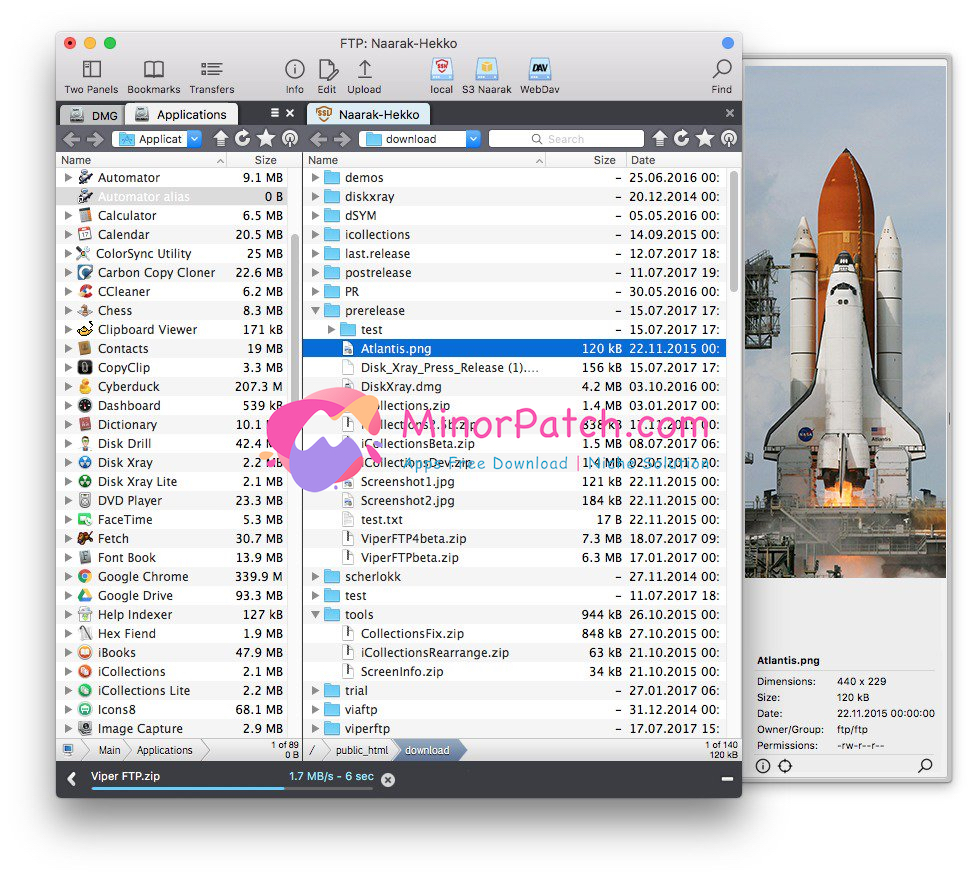 FTP: Naarak-Hekko
Two Panels Bookmarks Transfers Info Edit Upload local S3 Naarak WebDav Find
DMG Applications Naarak-Hekko
Applicat download Search
Name Size Name Size Date
Automator 9.1 MB demos – 25.06.2016 00:
Automator alias 0 B diskxray – 20.12.2014 00:
Calculator 6.5 MB dSYM – 05.05.2016 00:
Calendar 20.5 MB icollections – 14.09.2015 00:
ColorSync Utility 25 MB last.release – 12.07.2017 18:
Carbon Copy Cloner 22.6 MB postrelease – 11.07.2017 19:
CCleaner 6.2 MB PR – 30.05.2016 00:
Chess 8.3 MB prerelease – 15.07.2017 17:
Clipboard Viewer 171 kB test – 15.07.2017 17:
Contacts 19 MB Atlantis.png 120 kB 22.11.2015 00:
CopyClip 3.3 MB Disk_Xray_Press_Release (1).... 156 kB 15.07.2017 17:
Cyberduck 207.3 M DiskXray.dmg 4.2 MB 03.10.2016 00:
Dashboard 539 kB iCollections.zip 1.4 MB 03.01.2017 00:
Dictionary 10.1
MinorPatch.com
Disk Drill 42.4 iCollectionsBeta.zip 1.5 MB 08.07.2017 16:
Disk Xray 2.2 iCollectionsDev.zip 1.4 MB 02.05.2017 00:
Apps Free Download | Niche Solution
Disk Xray Lite 2.1 MB Screenshot1.jpg 121 kB 22.11.2015 00:
DVD Player 23.3 MB Screenshot2.jpg 184 kB 22.11.2015 00:
FaceTime 5.3 MB test.txt 17 B 22.11.2015 00:
Fetch 30.7 MB ViperFTP4beta.zip 7.3 MB 18.07.2017 09:
Font Book 13.9 MB ViperFTPbeta.zip 6.3 MB 17.01.2017 00:
Google Chrome 339.9 M scherlokk – 27.11.2014 00:
Google Drive 93.3 MB test – 11.07.2017 18:
Help Indexer 127 kB tools 944 kB 26.10.2015 00:
Hex Fiend 1.9 MB CollectionsFix.zip 848 kB 27.10.2015 00:
iBooks 47.9 MB iCollectionsRearrange.zip 63 kB 21.10.2015 00:
iCollections 2.1 MB ScreenInfo.zip 34 kB 21.10.2015 00:
iCollections Lite 2.2 MB trial – 27.01.2017 06:
Icons8 68.1 MB viaftp – 31.12.2014 00:
Image Capture 2.9 MB viperftp – 27.07.2017 15:
Main Applications 1 of 89 / public_html download 1 of 140
0 B 120 kB
Viper FTP.zip 1.7 MB/s - 6 sec
NASA Atlantis
Atlantis.png
Dimensions: 440 x 229
Size: 120 kB
Date: 22.11.2015 00:00:00
Owner/Group: ftp/ftp
Permissions: -rw-r--r--